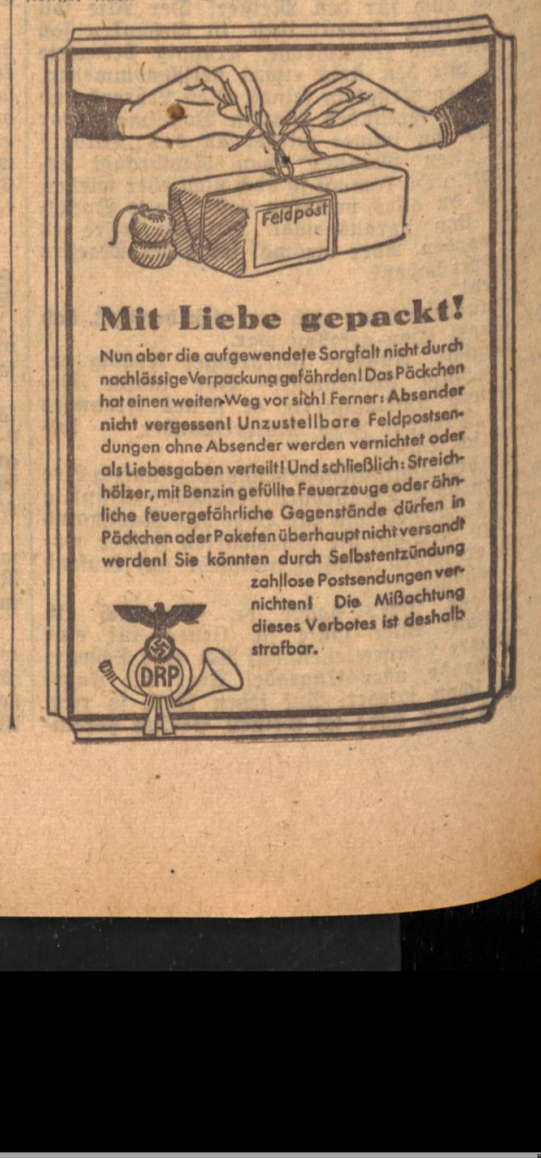 Feldpost
Mit Liebe gepackt!
Nun aber die aufgewendete Sorgfalt nicht durch
nachlässige Verpackung gefährden! Das Päckchen
hat einen weiten Weg vor sich! Ferner: Absender
nicht vergessen! Unzustellbare Feldpostsen-
dungen ohne Absender werden vernichtet oder
als Liebesgaben verteilt! Und schließlich: Streich-
hölzer, mit Benzin gefüllte Feuerzeuge oder ähn-
liche feuergefährliche Gegenstände dürfen in
Päckchen oder Paketen überhaupt nicht versandt
werden! Sie könnten durch Selbstentzündung
zahllose Postsendungen ver-
nichten! Die Mißachtung
dieses Verbotes ist deshalb
strafbar.
DRP